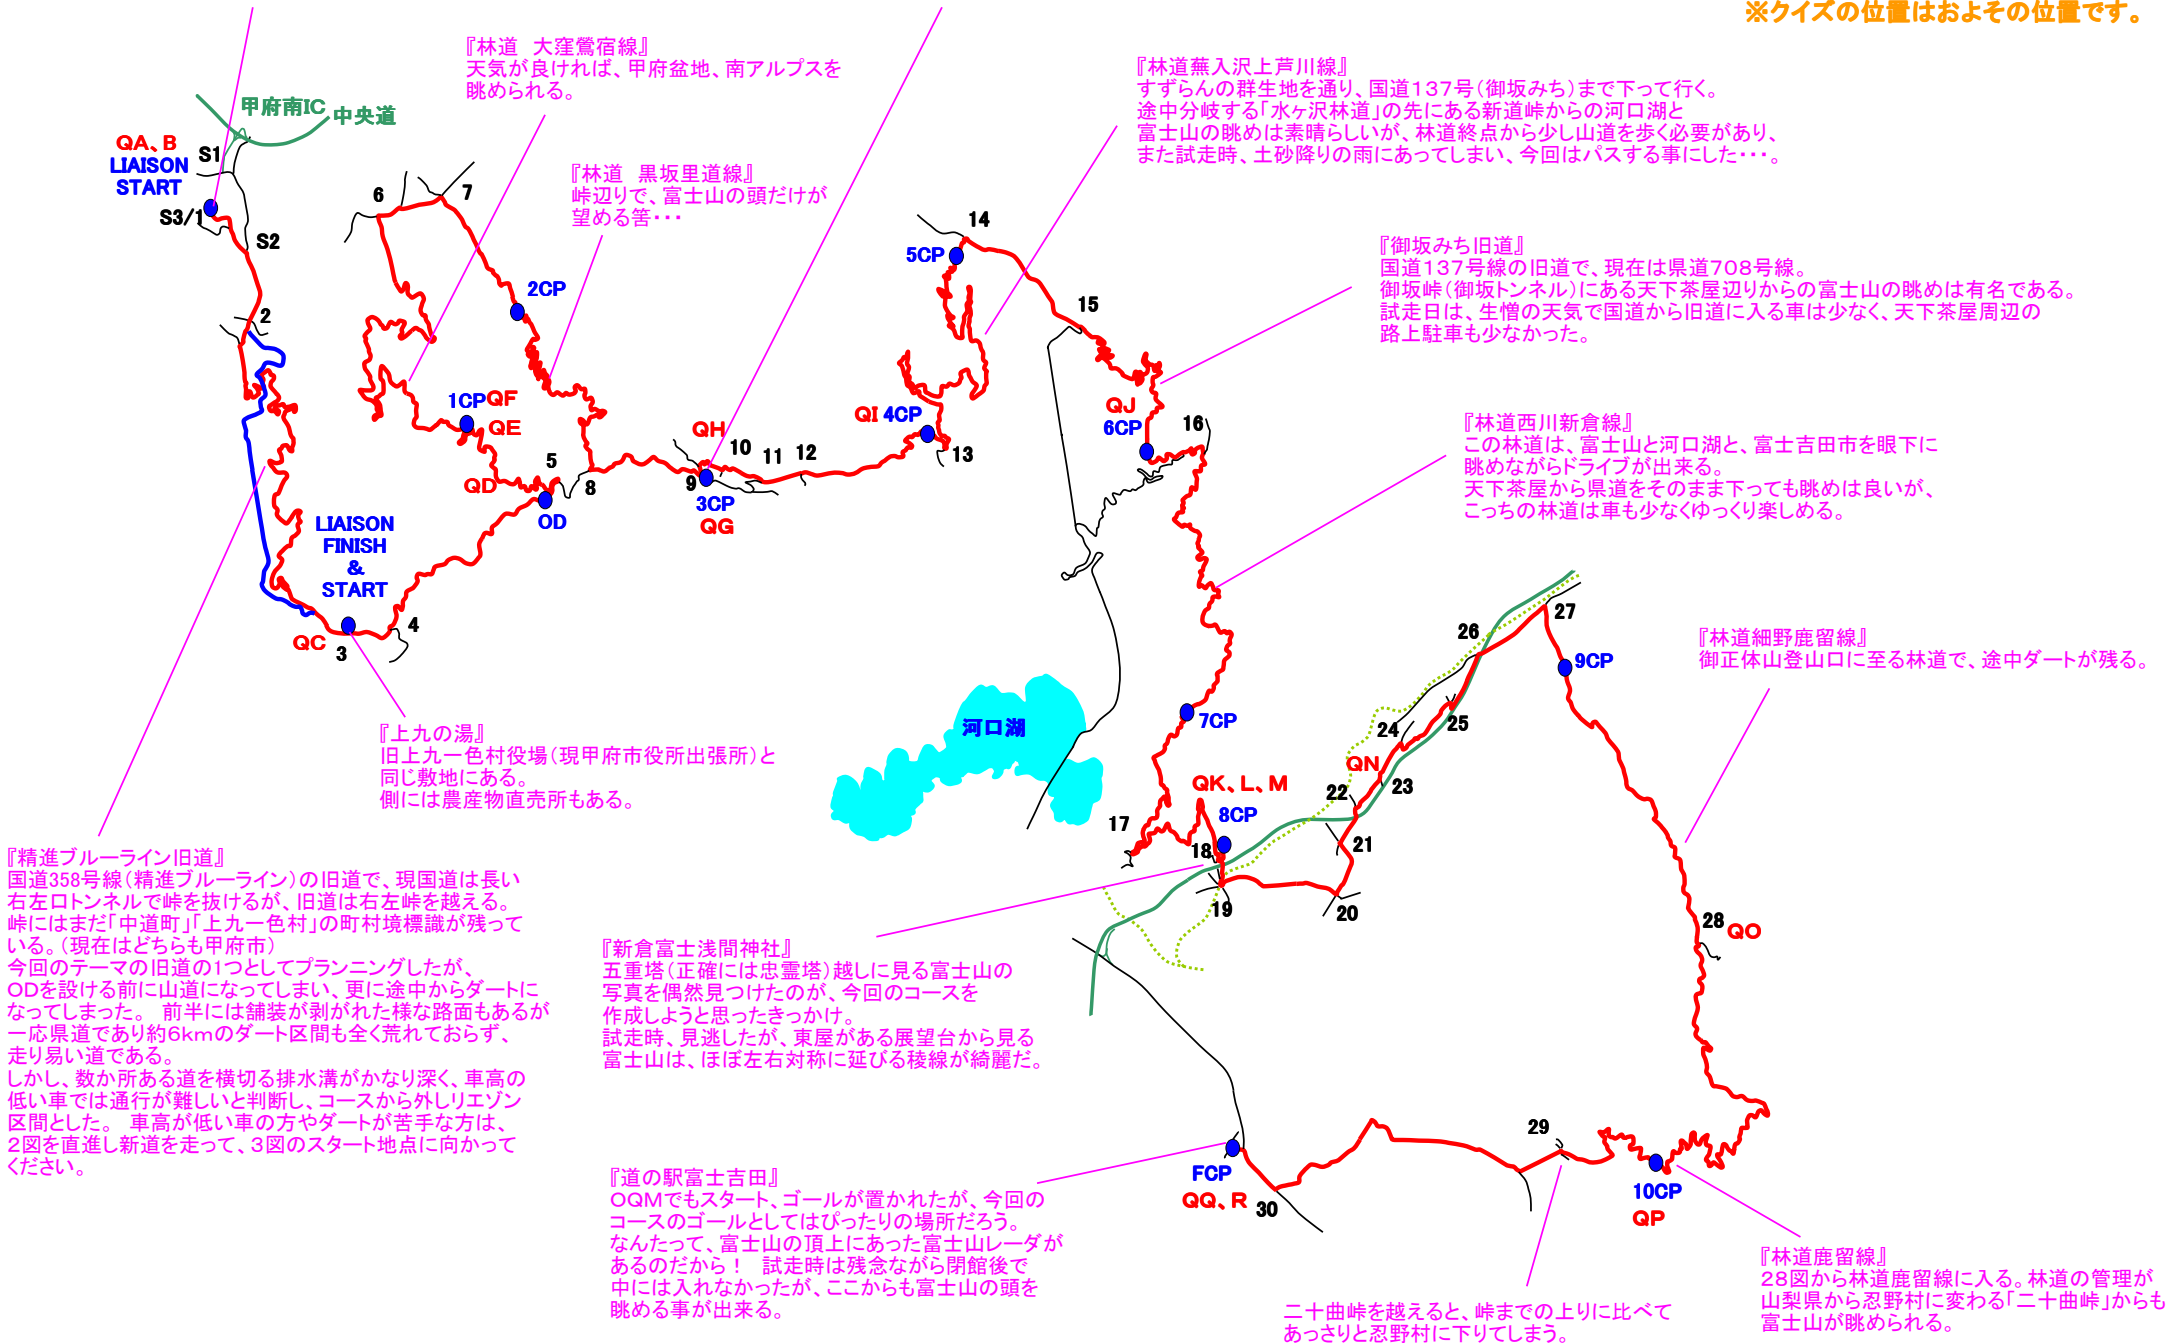 ※クイズの位置はおよその位置です。
『林道　大窪鶯宿線』
天気が良ければ、甲府盆地、南アルプスを
眺められる。
『林道蕪入沢上芦川線』
すずらんの群生地を通り、国道137号（御坂みち）まで下って行く。
途中分岐する「水ヶ沢林道」の先にある新道峠からの河口湖と
富士山の眺めは素晴らしいが、林道終点から少し山道を歩く必要があり、
また試走時、土砂降りの雨にあってしまい、今回はパスする事にした・・・。
甲府南IC
中央道
QA、B
LIAISON
START
S1
S3/1
S2
2
『林道　黒坂里道線』
峠辺りで、富士山の頭だけが
望める筈・・・
6
7
2CP
14
5CP
15
『御坂みち旧道』
国道137号線の旧道で、現在は県道708号線。
御坂峠（御坂トンネル）にある天下茶屋辺りからの富士山の眺めは有名である。
試走日は、生憎の天気で国道から旧道に入る車は少なく、天下茶屋周辺の
路上駐車も少なかった。
1CP
QF
QE
QD
5
OD
8
QH
10
11
12
9
3CP
QG
QI
4CP
13
QJ
6CP
16
『林道西川新倉線』
この林道は、富士山と河口湖と、富士吉田市を眼下に
眺めながらドライブが出来る。
天下茶屋から県道をそのまま下っても眺めは良いが、
こっちの林道は車も少なくゆっくり楽しめる。
LIAISON
FINISH
&
START
QC
3
4
『上九の湯』
旧上九一色村役場（現甲府市役所出張所）と
同じ敷地にある。
側には農産物直売所もある。
河口湖
7CP
QK、L、M
8CP
17
18
19
20
21
22
23
QN
24
25
26
27
9CP
『林道細野鹿留線』
御正体山登山口に至る林道で、途中ダートが残る。
『精進ブルーライン旧道』
国道358号線（精進ブルーライン）の旧道で、現国道は長い
右左口トンネルで峠を抜けるが、旧道は右左峠を越える。
峠にはまだ「中道町」「上九一色村」の町村境標識が残って
いる。（現在はどちらも甲府市）
今回のテーマの旧道の1つとしてプランニングしたが、
ODを設ける前に山道になってしまい、更に途中からダートに
なってしまった。　前半には舗装が剥がれた様な路面もあるが
一応県道であり約6kmのダート区間も全く荒れておらず、
走り易い道である。
しかし、数か所ある道を横切る排水溝がかなり深く、車高の
低い車では通行が難しいと判断し、コースから外しリエゾン
区間とした。　車高が低い車の方やダートが苦手な方は、
2図を直進し新道を走って、3図のスタート地点に向かって
ください。
『新倉富士浅間神社』
五重塔（正確には忠霊塔）越しに見る富士山の
写真を偶然見つけたのが、今回のコースを
作成しようと思ったきっかけ。
試走時、見逃したが、東屋がある展望台から見る
富士山は、ほぼ左右対称に延びる稜線が綺麗だ。
28
QO
『道の駅富士吉田』
OQMでもスタート、ゴールが置かれたが、今回の
コースのゴールとしてはぴったりの場所だろう。
なんたって、富士山の頂上にあった富士山レーダが
あるのだから！　試走時は残念ながら閉館後で
中には入れなかったが、ここからも富士山の頭を
眺める事が出来る。
FCP
QQ、R
30
29
10CP
QP
二十曲峠を越えると、峠までの上りに比べて
あっさりと忍野村に下りてしまう。
『林道鹿留線』
28図から林道鹿留線に入る。林道の管理が
山梨県から忍野村に変わる「二十曲峠」からも
富士山が眺められる。